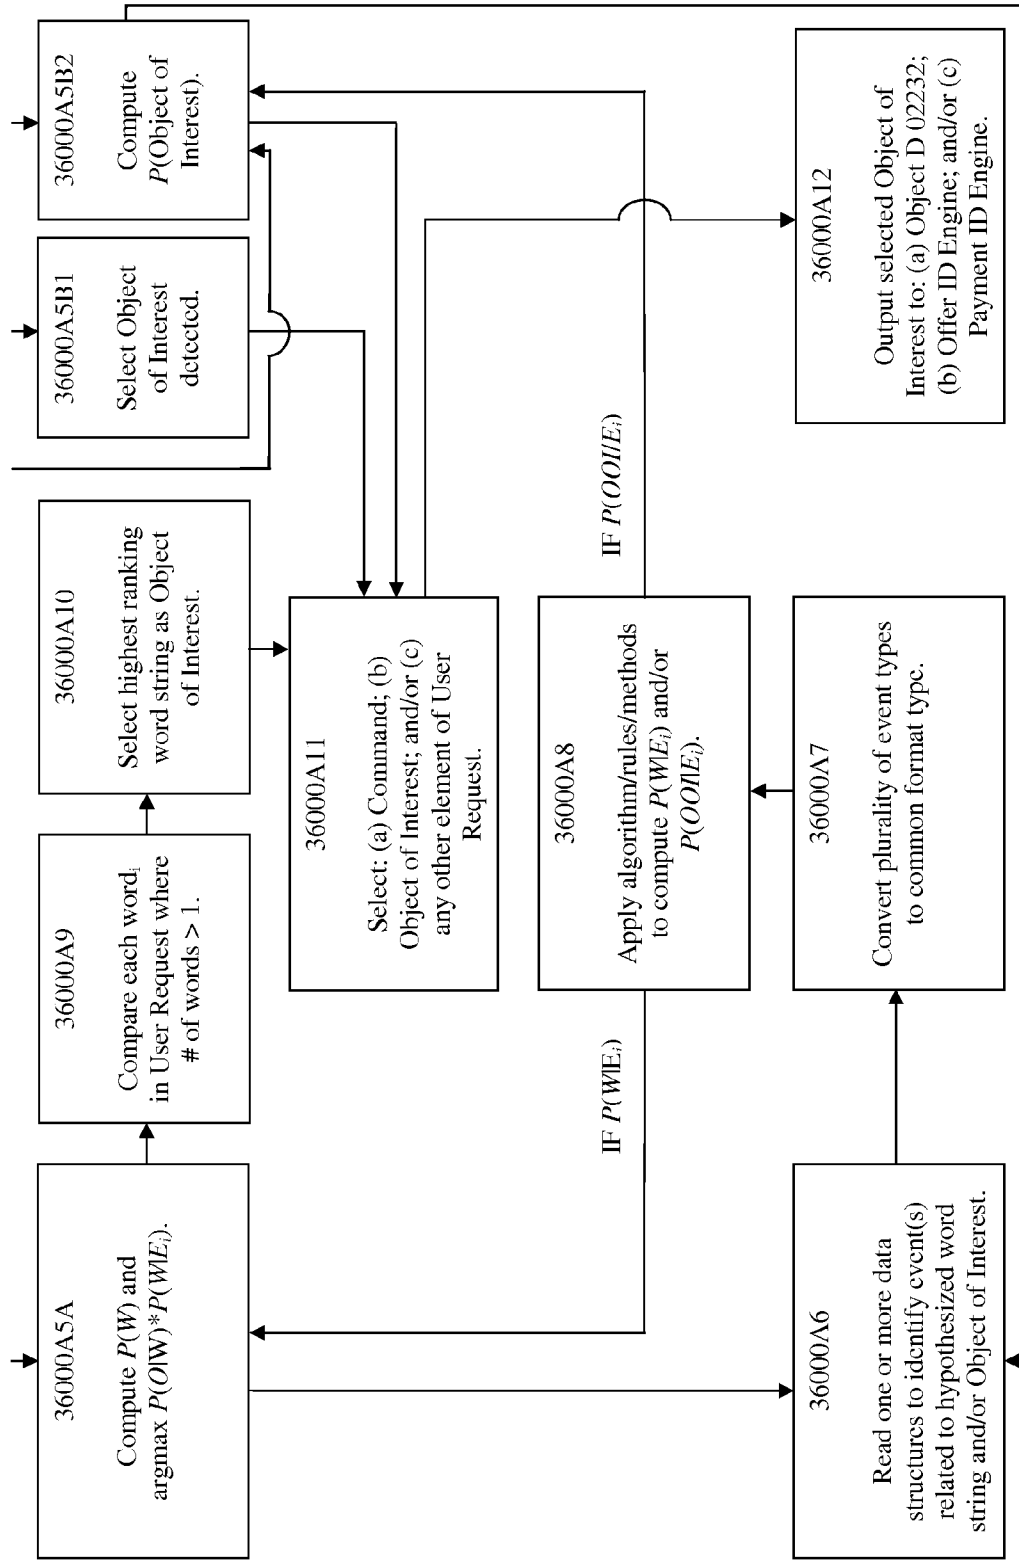 36000A5A
Compute P(W) and
argmax P(O|W)*P(W|Ei).
36000A9
Compare each wordi
in User Request where
# of words > 1.
36000A10
Select highest ranking
word string as Object
of Interest.
36000A5B1
Select Object
of Interest
detected.
36000A5B2
Compute
P(Object of
Interest).
36000A11
Select: (a) Command; (b)
Object of Interest; and/or (c)
any other element of User
Request.
36000A8
Apply algorithm/rules/methods
to compute P(W|Ei) and/or
P(OOI|Ei).
IF P(W|Ei)
IF P(OOI/Ei)
36000A6
Read one or more data
structures to identify event(s)
related to hypothesized word
string and/or Object of Interest.
36000A7
Convert plurality of event types
to common format type.
36000A12
Output selected Object of
Interest to: (a) Object D 02232;
(b) Offer ID Engine; and/or (c)
Payment ID Engine.